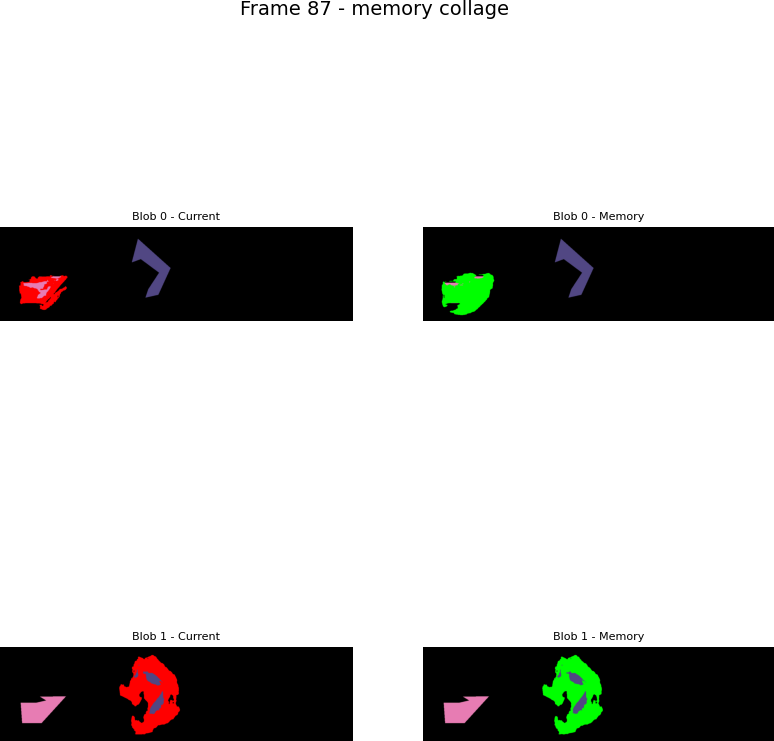 Frame 87 - memory collage
Blob 0 - Current
Blob 0 - Memory
Blob 1 - Current
Blob 1 - Memory